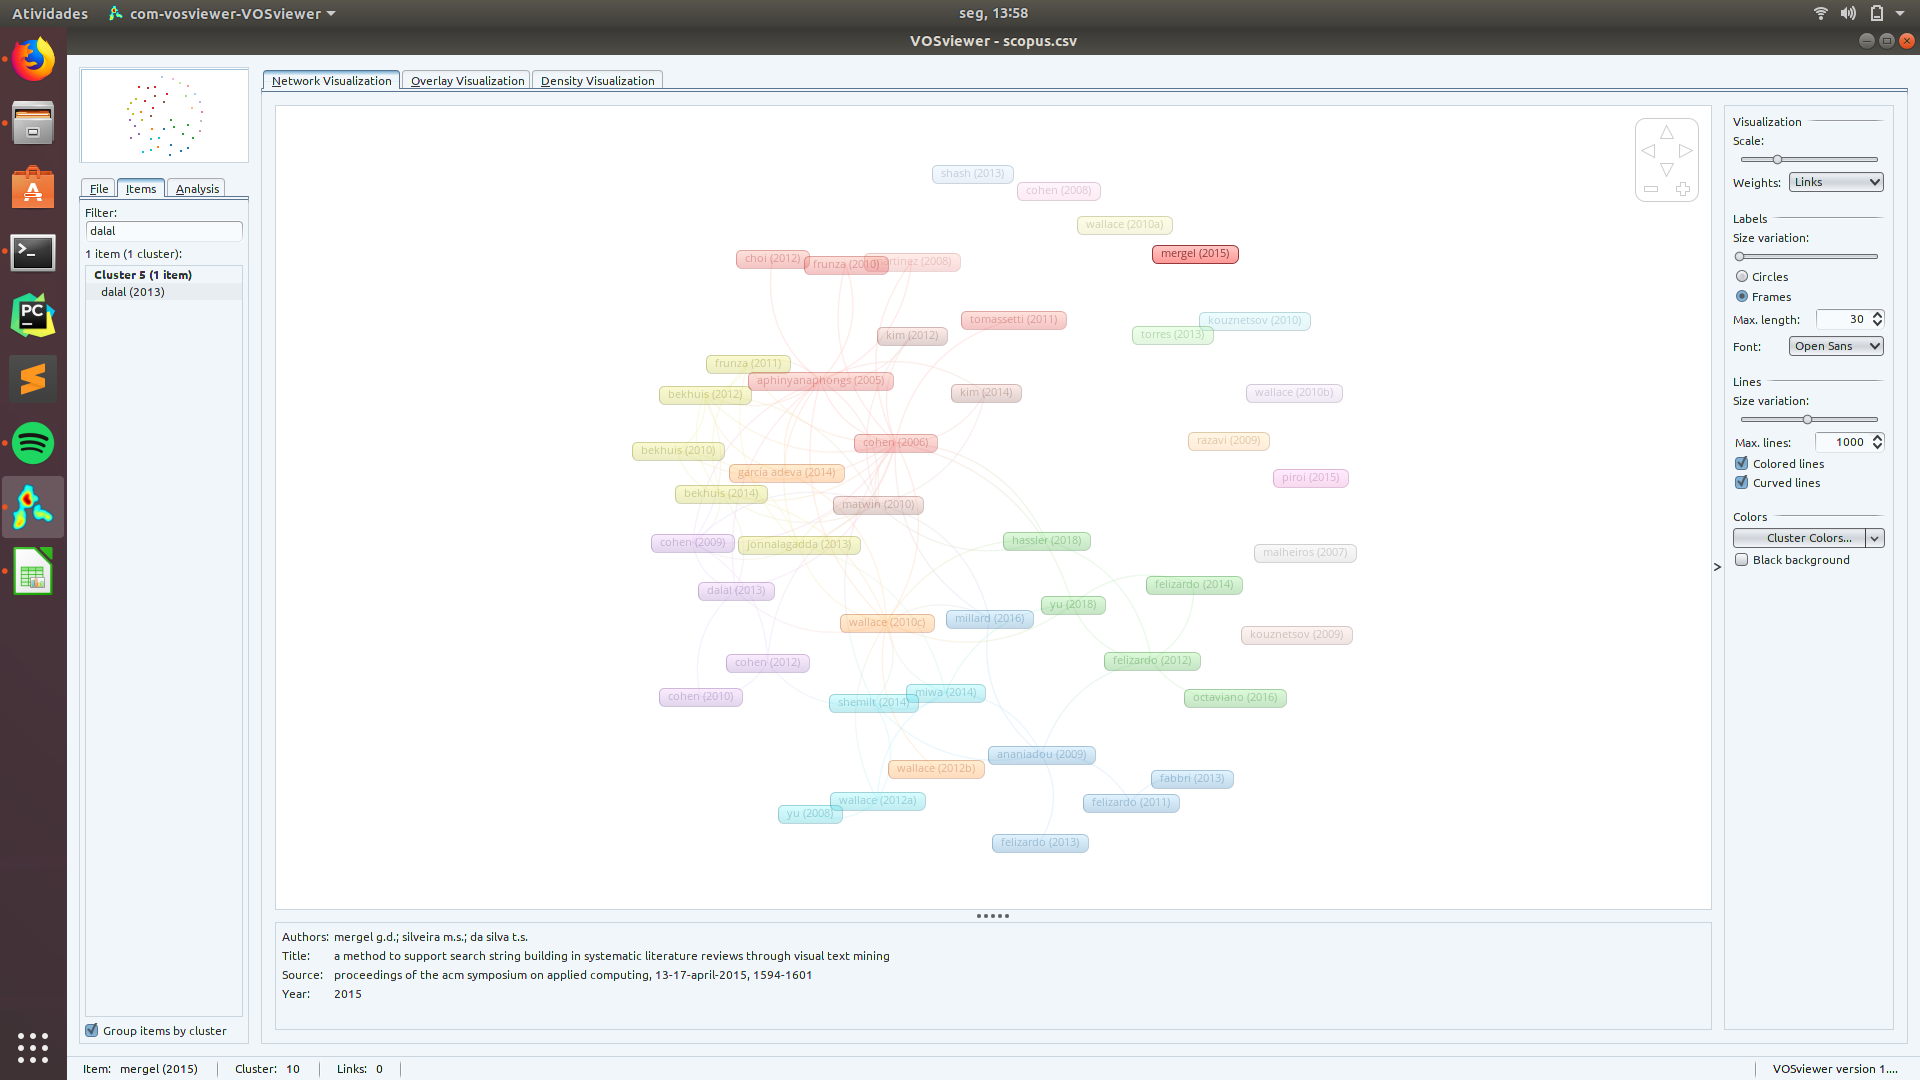 Atividades
com-vosviewer-VOSviewer
seg, 13:58
VOSviewer - scopus.csv
Network Visualization
Overlay Visualization
Density Visualization
File
Items
Analysis
Filter:
dalal
1 item (1 cluster):
Cluster 5 (1 item)
dalal (2013)
Group items by cluster
shash (2013)
cohen (2008)
wallace (2010a)
mergel (2015)
choi (2012)
frunza (2010)
martinez (2008)
tomassetti (2011)
kouznetsov (2010)
torres (2013)
kim (2012)
frunza (2011)
aphinyanaphongs (2005)
bekhuis (2012)
kim (2014)
wallace (2010b)
cohen (2006)
razavi (2009)
bekhuis (2010)
garcía adeva (2014)
piroi (2015)
bekhuis (2014)
matwin (2010)
cohen (2009)
jonnalagadda (2013)
hassler (2018)
malheiros (2007)
dalal (2013)
felizardo (2014)
yu (2018)
wallace (2010c)
millard (2016)
kouznetsov (2009)
cohen (2012)
felizardo (2012)
cohen (2010)
shemilt (2014)
miwa (2014)
octaviano (2016)
ananiadou (2009)
wallace (2012b)
fabbri (2013)
wallace (2012a)
felizardo (2011)
yu (2008)
felizardo (2013)
Visualization
Scale:
Weights: Links
Labels
Size variation:
Circles
Frames
Max. length: 30
Font: Open Sans
Lines
Size variation:
Max. lines: 1000
Colored lines
Curved lines
Colors
Cluster Colors...
Black background
>
Authors: mergel g.d.; silveira m.s.; da silva t.s.
Title: a method to support search string building in systematic literature reviews through visual text mining
Source: proceedings of the acm symposium on applied computing, 13-17-april-2015, 1594-1601
Year: 2015
Item: mergel (2015)
Cluster: 10
Links: 0
VOSviewer version 1....